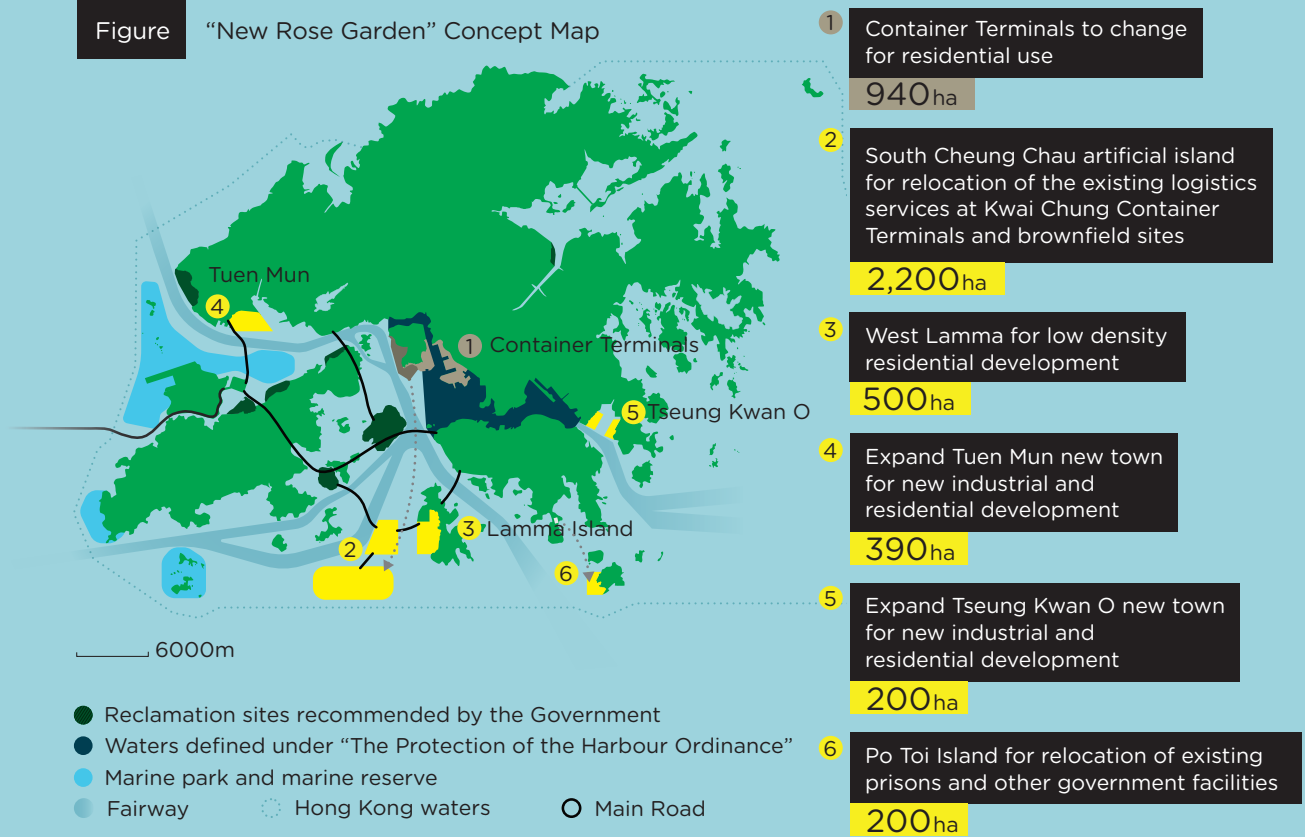 Figure "New Rose Garden" Concept Map
Tuen Mun
4
1 Container Terminals
5 Tseung Kwan O
3 Lamma Island
2
6
6000m
Reclamation sites recommended by the Government
Waters defined under “The Protection of the Harbour Ordinance”
Marine park and marine reserve
Fairway
Hong Kong waters
Main Road
1
Container Terminals to change
for residential use
940ha
2
South Cheung Chau artificial island
for relocation of the existing logistics
services at Kwai Chung Container
Terminals and brownfield sites
2,200ha
3
West Lamma for low density
residential development
500ha
4
Expand Tuen Mun new town
for new industrial and
residential development
390ha
5
Expand Tseung Kwan O new town
for new industrial and
residential development
200ha
6
Po Toi Island for relocation of existing
prisons and other government facilities
200ha